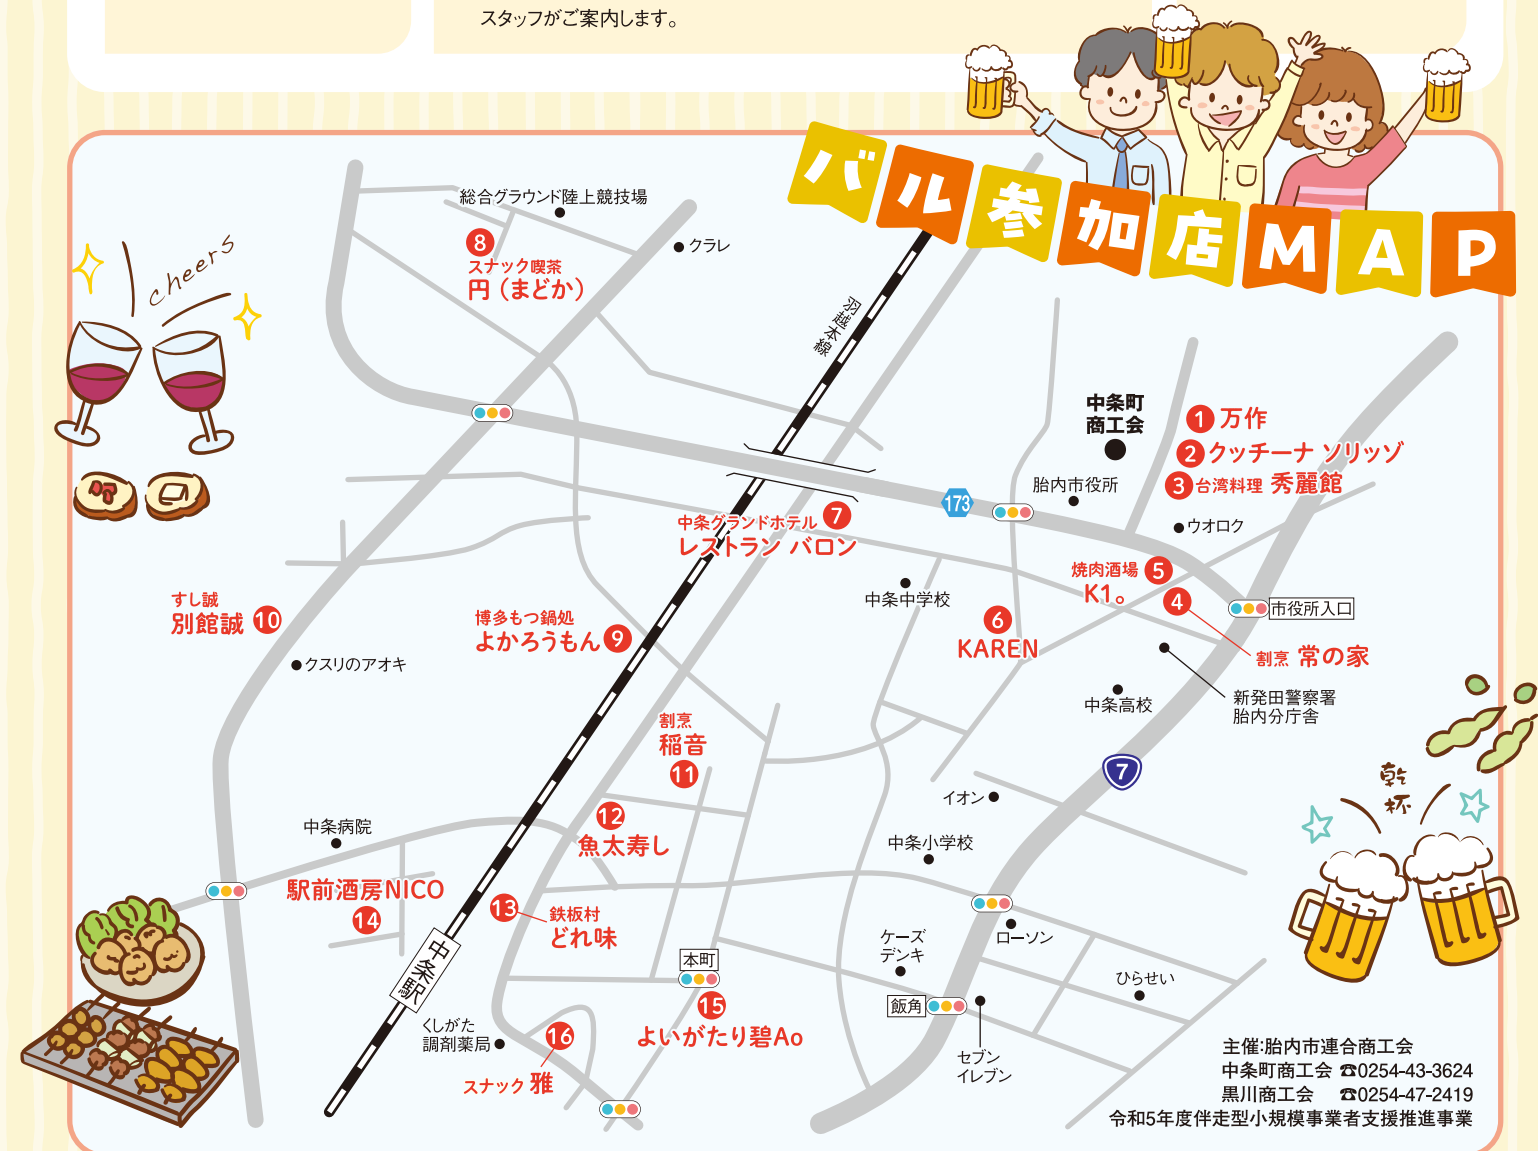 スタッフがご案内します。
バル参加店MAP
cheers
総合グラウンド陸上競技場
クラレ
8
スナック喫茶
円（まどか）
羽越本線
中条町
商工会
1 万作
2 クッチーナ ソリッゾ
3 台湾料理 秀麗館
胎内市役所
ウオロク
173
中条グランドホテル 7
レストラン バロン
焼肉酒場 5
K1。
4
割烹 常の家
市役所入口
中条中学校
6
KAREN
すし誠
別館誠 10
博多もつ鍋処
よかろうもん 9
クスリのアオキ
新発田警察署
胎内分庁舎
中条高校
割烹
稲音
11
7
イオン
乾杯
12
魚太寿し
中条病院
中条小学校
駅前酒房NICO
14
13
鉄板村
どれ味
ローソン
ケーズ
デンキ
本町
中条駅
ひらせい
飯角
15
よいがたり碧Ao
くしがた
調剤薬局
16
スナック 雅
セブン
イレブン
主催:胎内市連合商工会
中条町商工会 ☎0254-43-3624
黒川商工会 ☎0254-47-2419
令和5年度伴走型小規模事業者支援推進事業